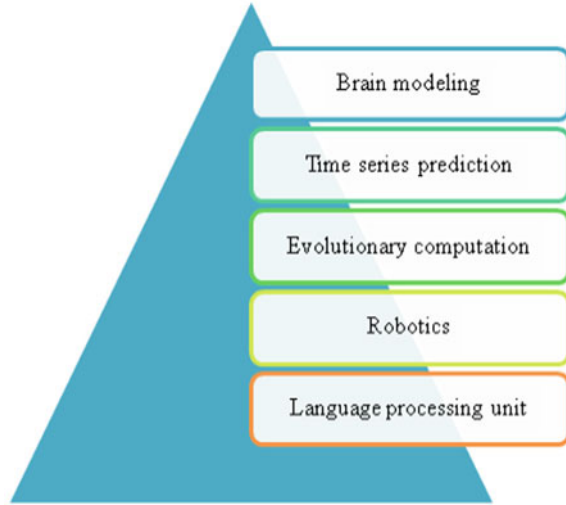 Brain modeling
Time series prediction
Evolutionary computation
Robotics
Language processing unit